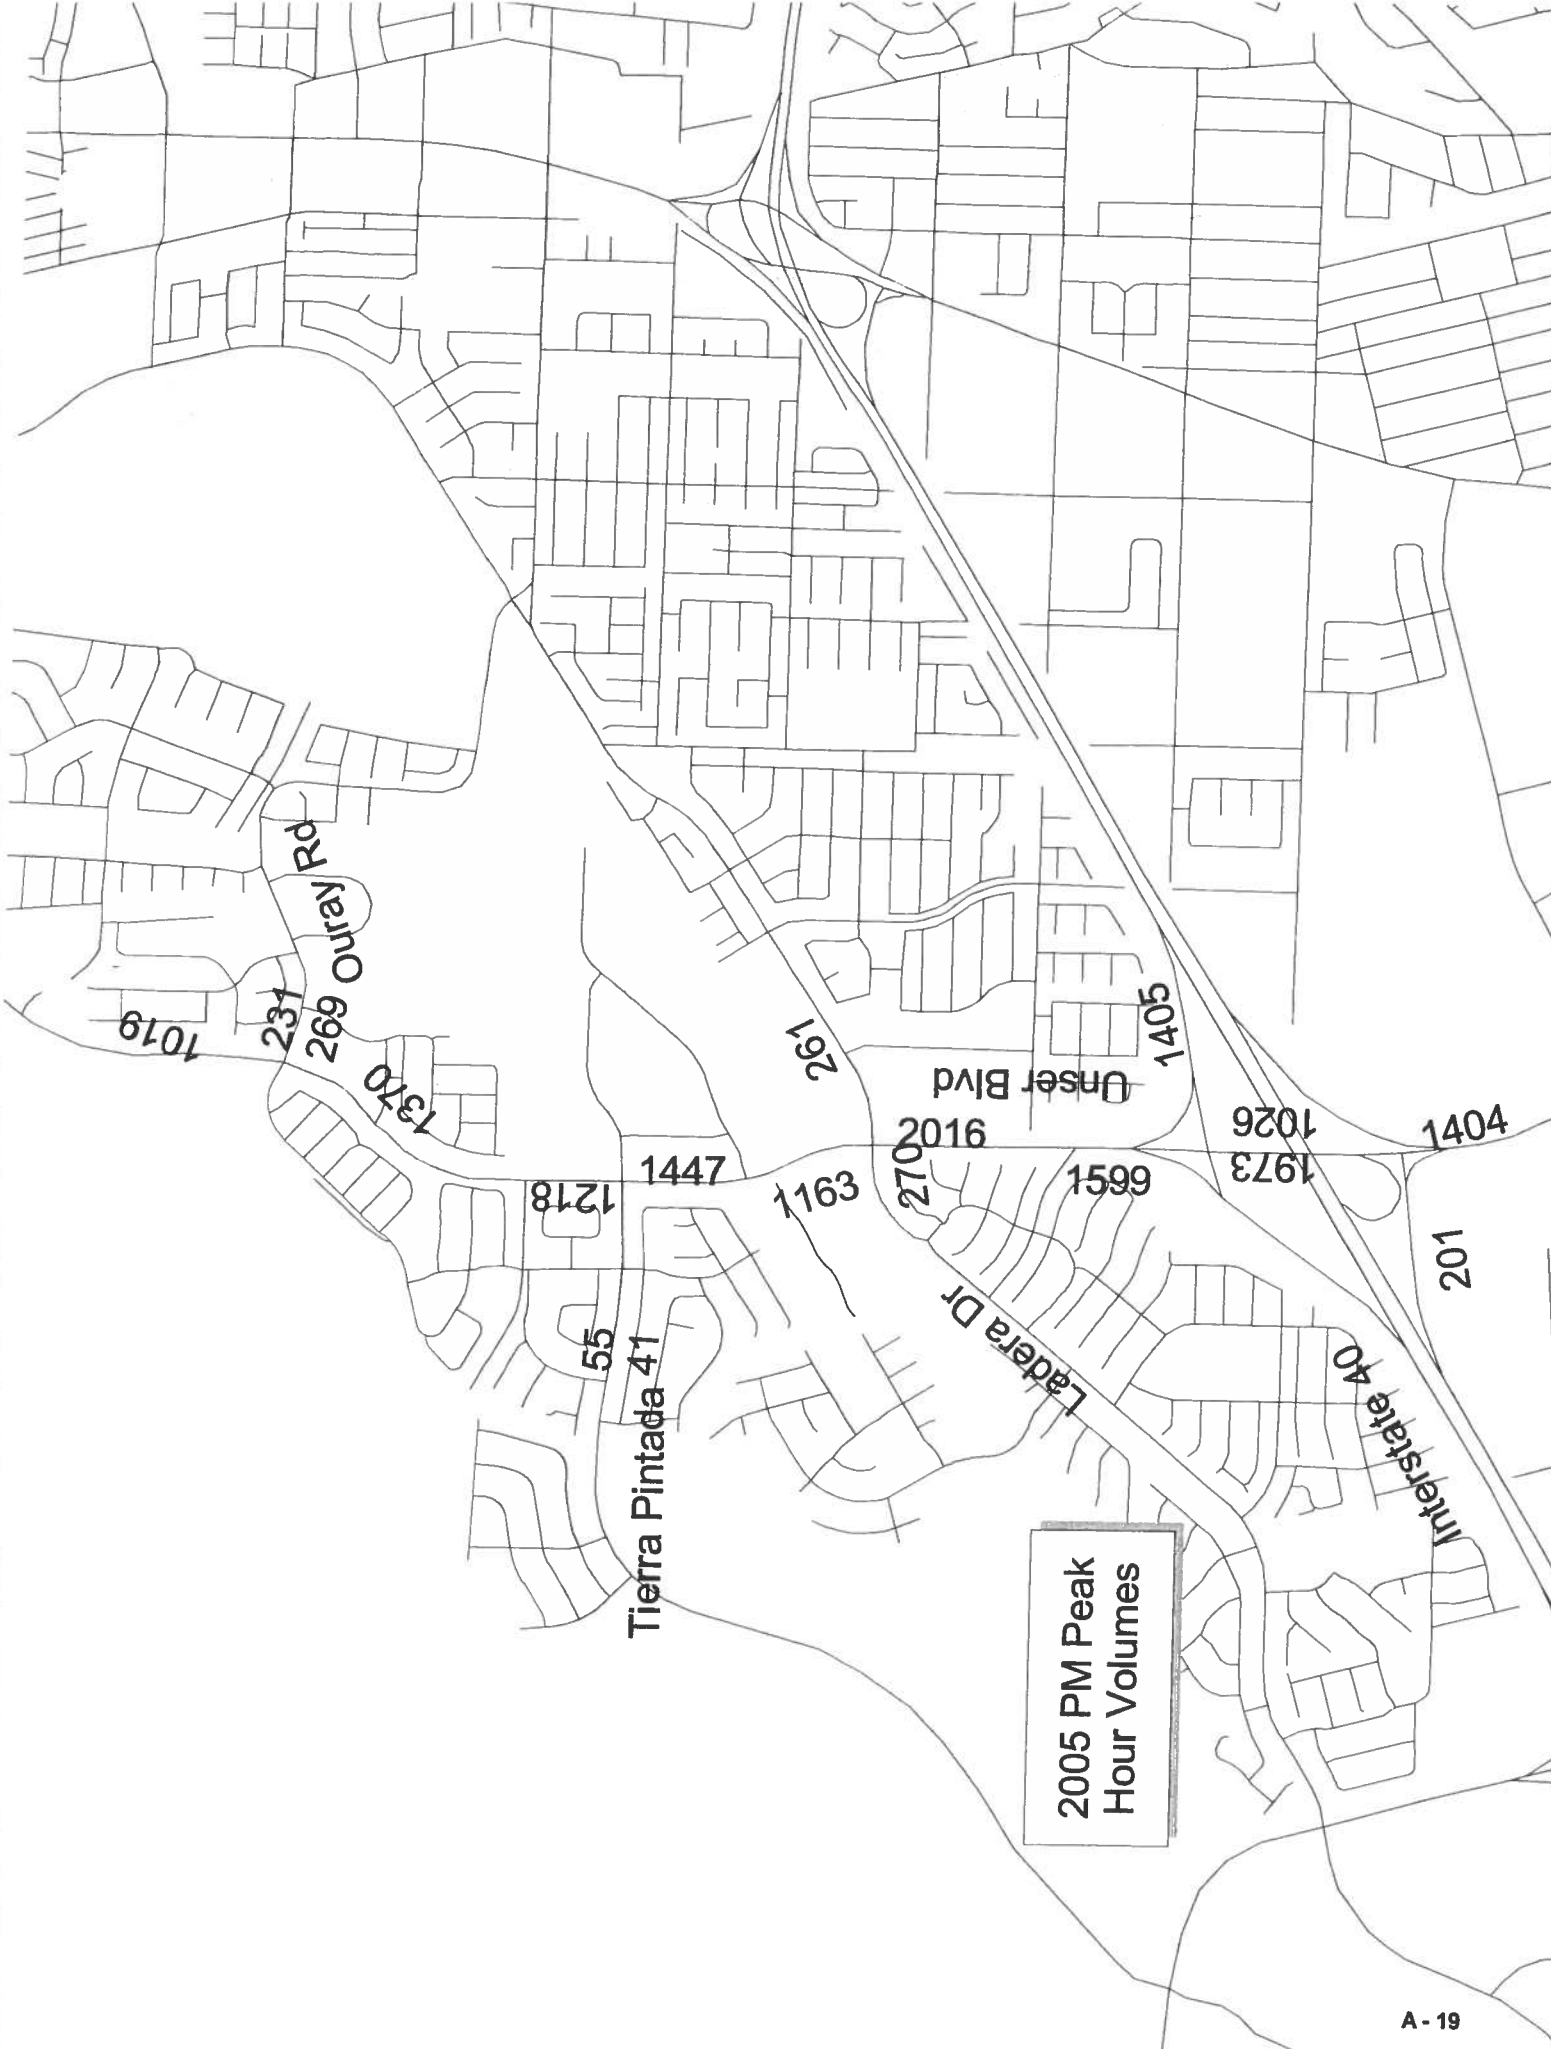 1019
231
269 Ouray Rd
1370
1218
1447
55
Tierra Pintada 41
1163
261
270
2016
Unser Blvd
1405
1599
1026
1973
1404
201
Ladera Dr
Interstate 40
2005 PM Peak
Hour Volumes
A - 19